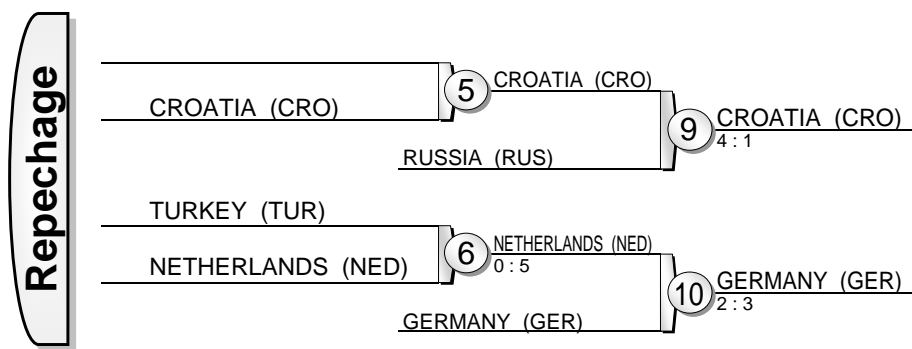 Repechage
CROATIA (CRO)
5
CROATIA (CRO)
RUSSIA (RUS)
9
CROATIA (CRO)
4 : 1
TURKEY (TUR)
NETHERLANDS (NED)
6
NETHERLANDS (NED)
0 : 5
GERMANY (GER)
10
GERMANY (GER)
2 : 3